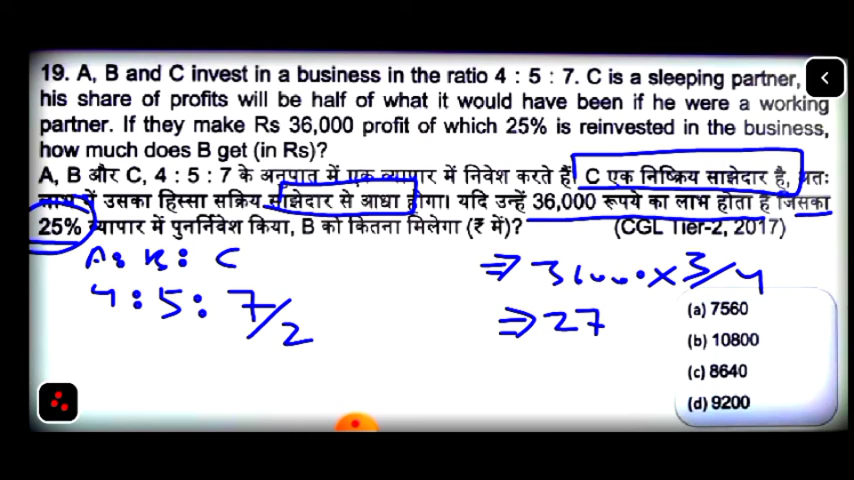 19. A, B and C invest in a business in the ratio 4 : 5 : 7. C is a sleeping partner,
his share of profits will be half of what it would have been if he were a working
partner. If they make Rs 36,000 profit of which 25% is reinvested in the business,
how much does B get (in Rs)?
A, B और C, 4 : 5 : 7 के अनुपात में एक व्यापार में निवेश करते हैं C एक निष्क्रिय साझेदार है, अतः
लाभ में उसका हिस्सा सक्रिय साझेदार से आधा होगा। यदि उन्हें 36,000 रूपये का लाभ होता है जिसका
25% व्यापार में पुनर्निवेश किया, B को कितना मिलेगा (₹ में)? (CGL Tier-2, 2017)
A : B : C
4 : 5 : 7/2
⇒ 36000 × 3/4
⇒ 27
(a) 7560
(b) 10800
(c) 8640
(d) 9200